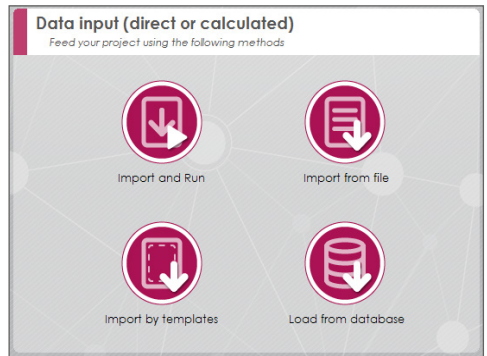 Data input (direct or calculated)
Feed your project using the following methods
Import and Run
Import from file
Import by templates
Load from database